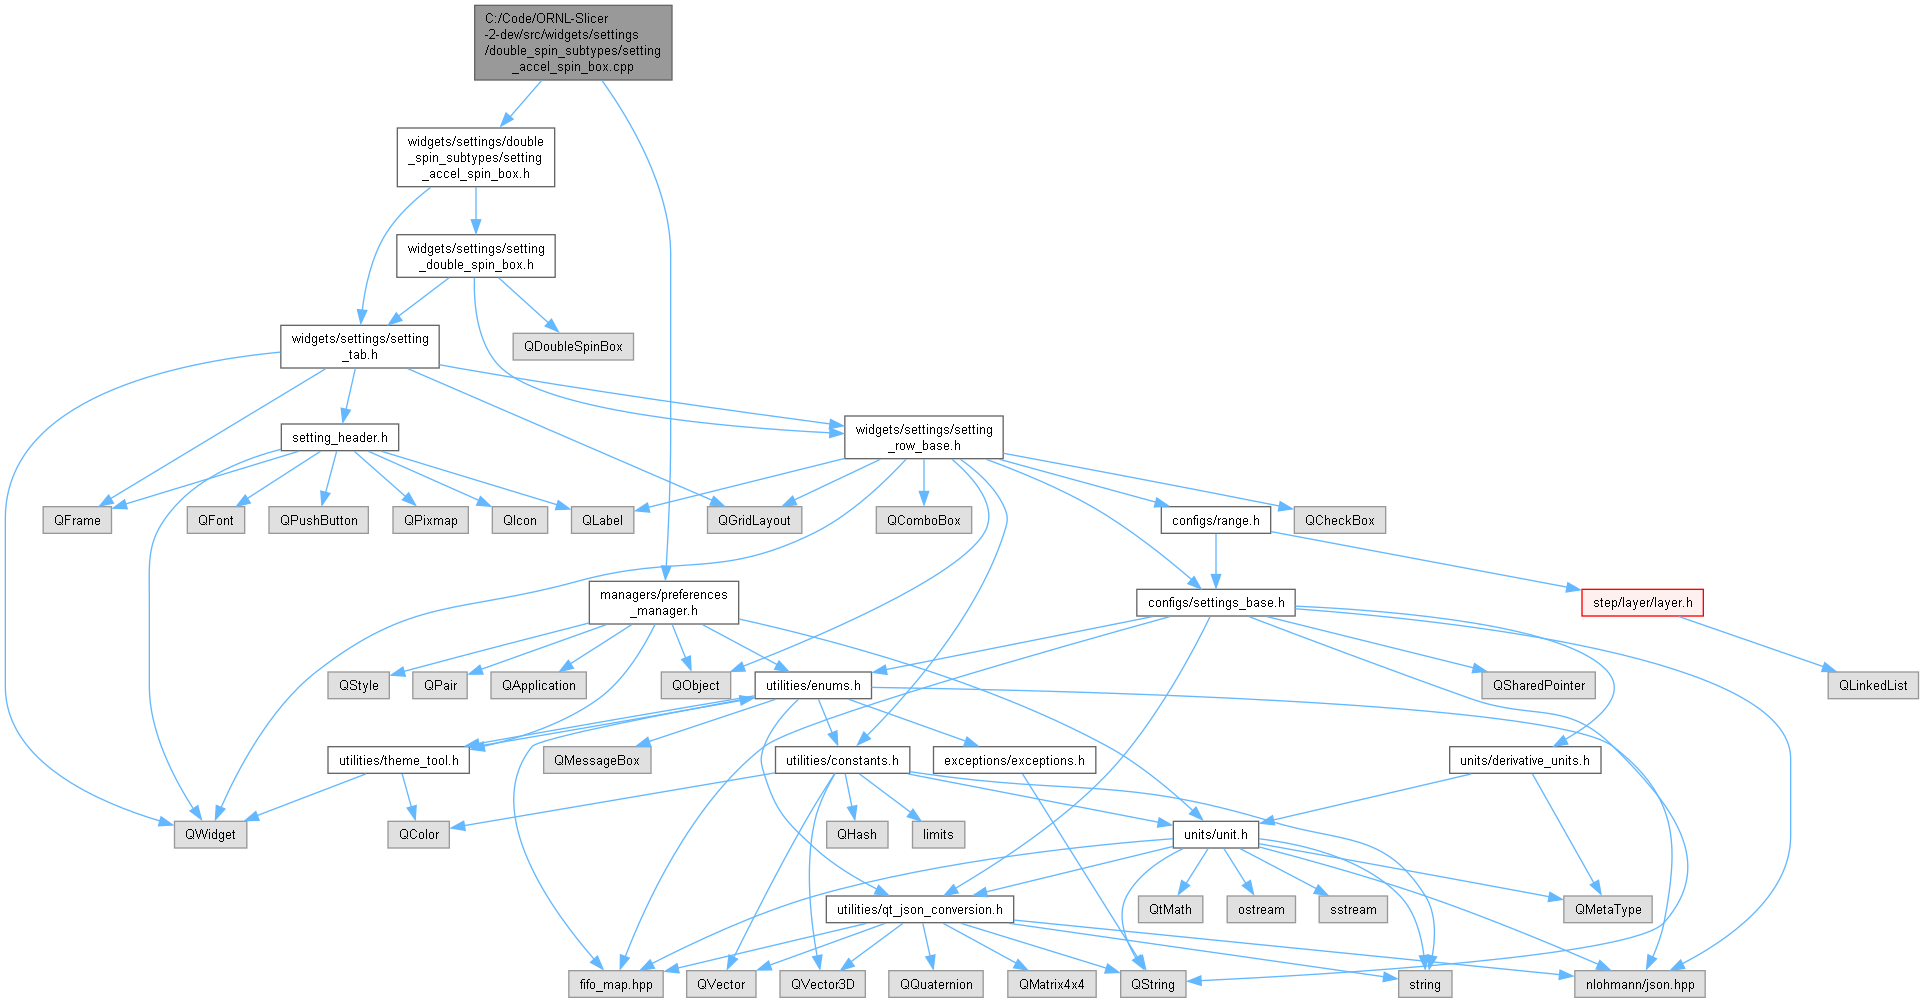 C:/Code/ORNL-Slicer
-2-dev/src/widgets/settings
/double_spin_subtypes/setting
_accel_spin_box.cpp
widgets/settings/double
_spin_subtypes/setting
_accel_spin_box.h
widgets/settings/setting
_double_spin_box.h
widgets/settings/setting
_tab.h
QDoubleSpinBox
setting_header.h
widgets/settings/setting
_row_base.h
QFrame
QFont
QPushButton
QPixmap
QIcon
QLabel
QGridLayout
QComboBox
configs/range.h
QCheckBox
managers/preferences
_manager.h
configs/settings_base.h
step/layer/layer.h
QStyle
QPair
QApplication
QObject
utilities/enums.h
QSharedPointer
QLinkedList
utilities/theme_tool.h
QMessageBox
utilities/constants.h
exceptions/exceptions.h
units/derivative_units.h
QWidget
QColor
QHash
limits
units/unit.h
utilities/qt_json_conversion.h
QtMath
ostream
sstream
QMetaType
fifo_map.hpp
QVector
QVector3D
QQuaternion
QMatrix4x4
QString
string
nlohmann/json.hpp